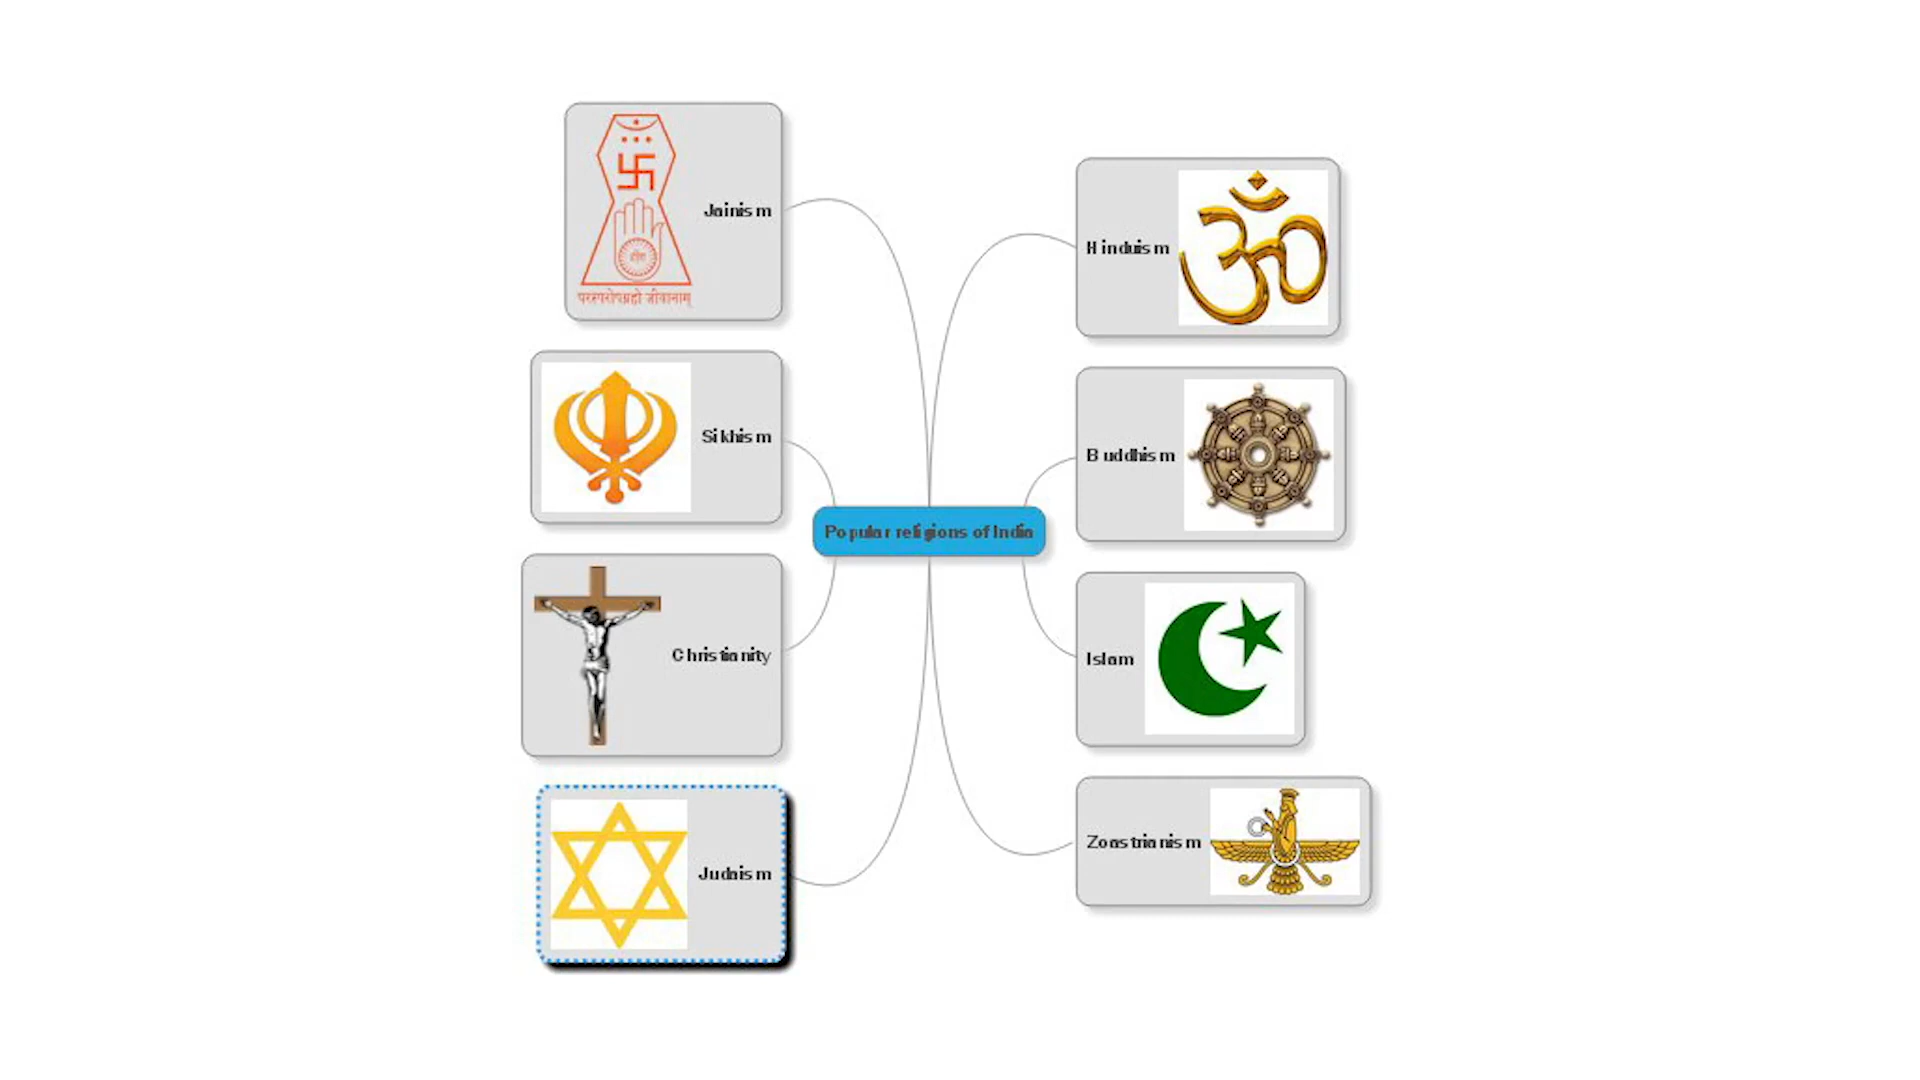 Jainism
परस्परोपग्रहो जीवानाम्
Hinduism
Sikhism
Buddhism
Popular religions of India
Christianity
Islam
Judaism
Zoastrianism